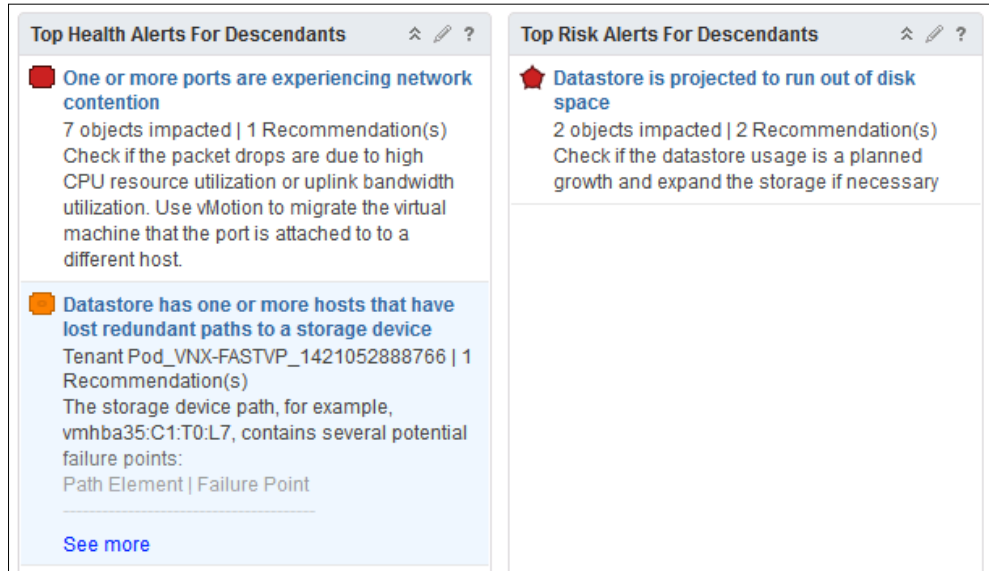 Top Health Alerts For Descendants ?
One or more ports are experiencing network
contention
7 objects impacted | 1 Recommendation(s)
Check if the packet drops are due to high
CPU resource utilization or uplink bandwidth
utilization. Use vMotion to migrate the virtual
machine that the port is attached to to a
different host.
Datastore has one or more hosts that have
lost redundant paths to a storage device
Tenant Pod_VNX-FASTVP_1421052888766 | 1
Recommendation(s)
The storage device path, for example,
vmhba35:C1:T0:L7, contains several potential
failure points:
Path Element | Failure Point
----------------------------------------
See more
Top Risk Alerts For Descendants ?
Datastore is projected to run out of disk
space
2 objects impacted | 2 Recommendation(s)
Check if the datastore usage is a planned
growth and expand the storage if necessary